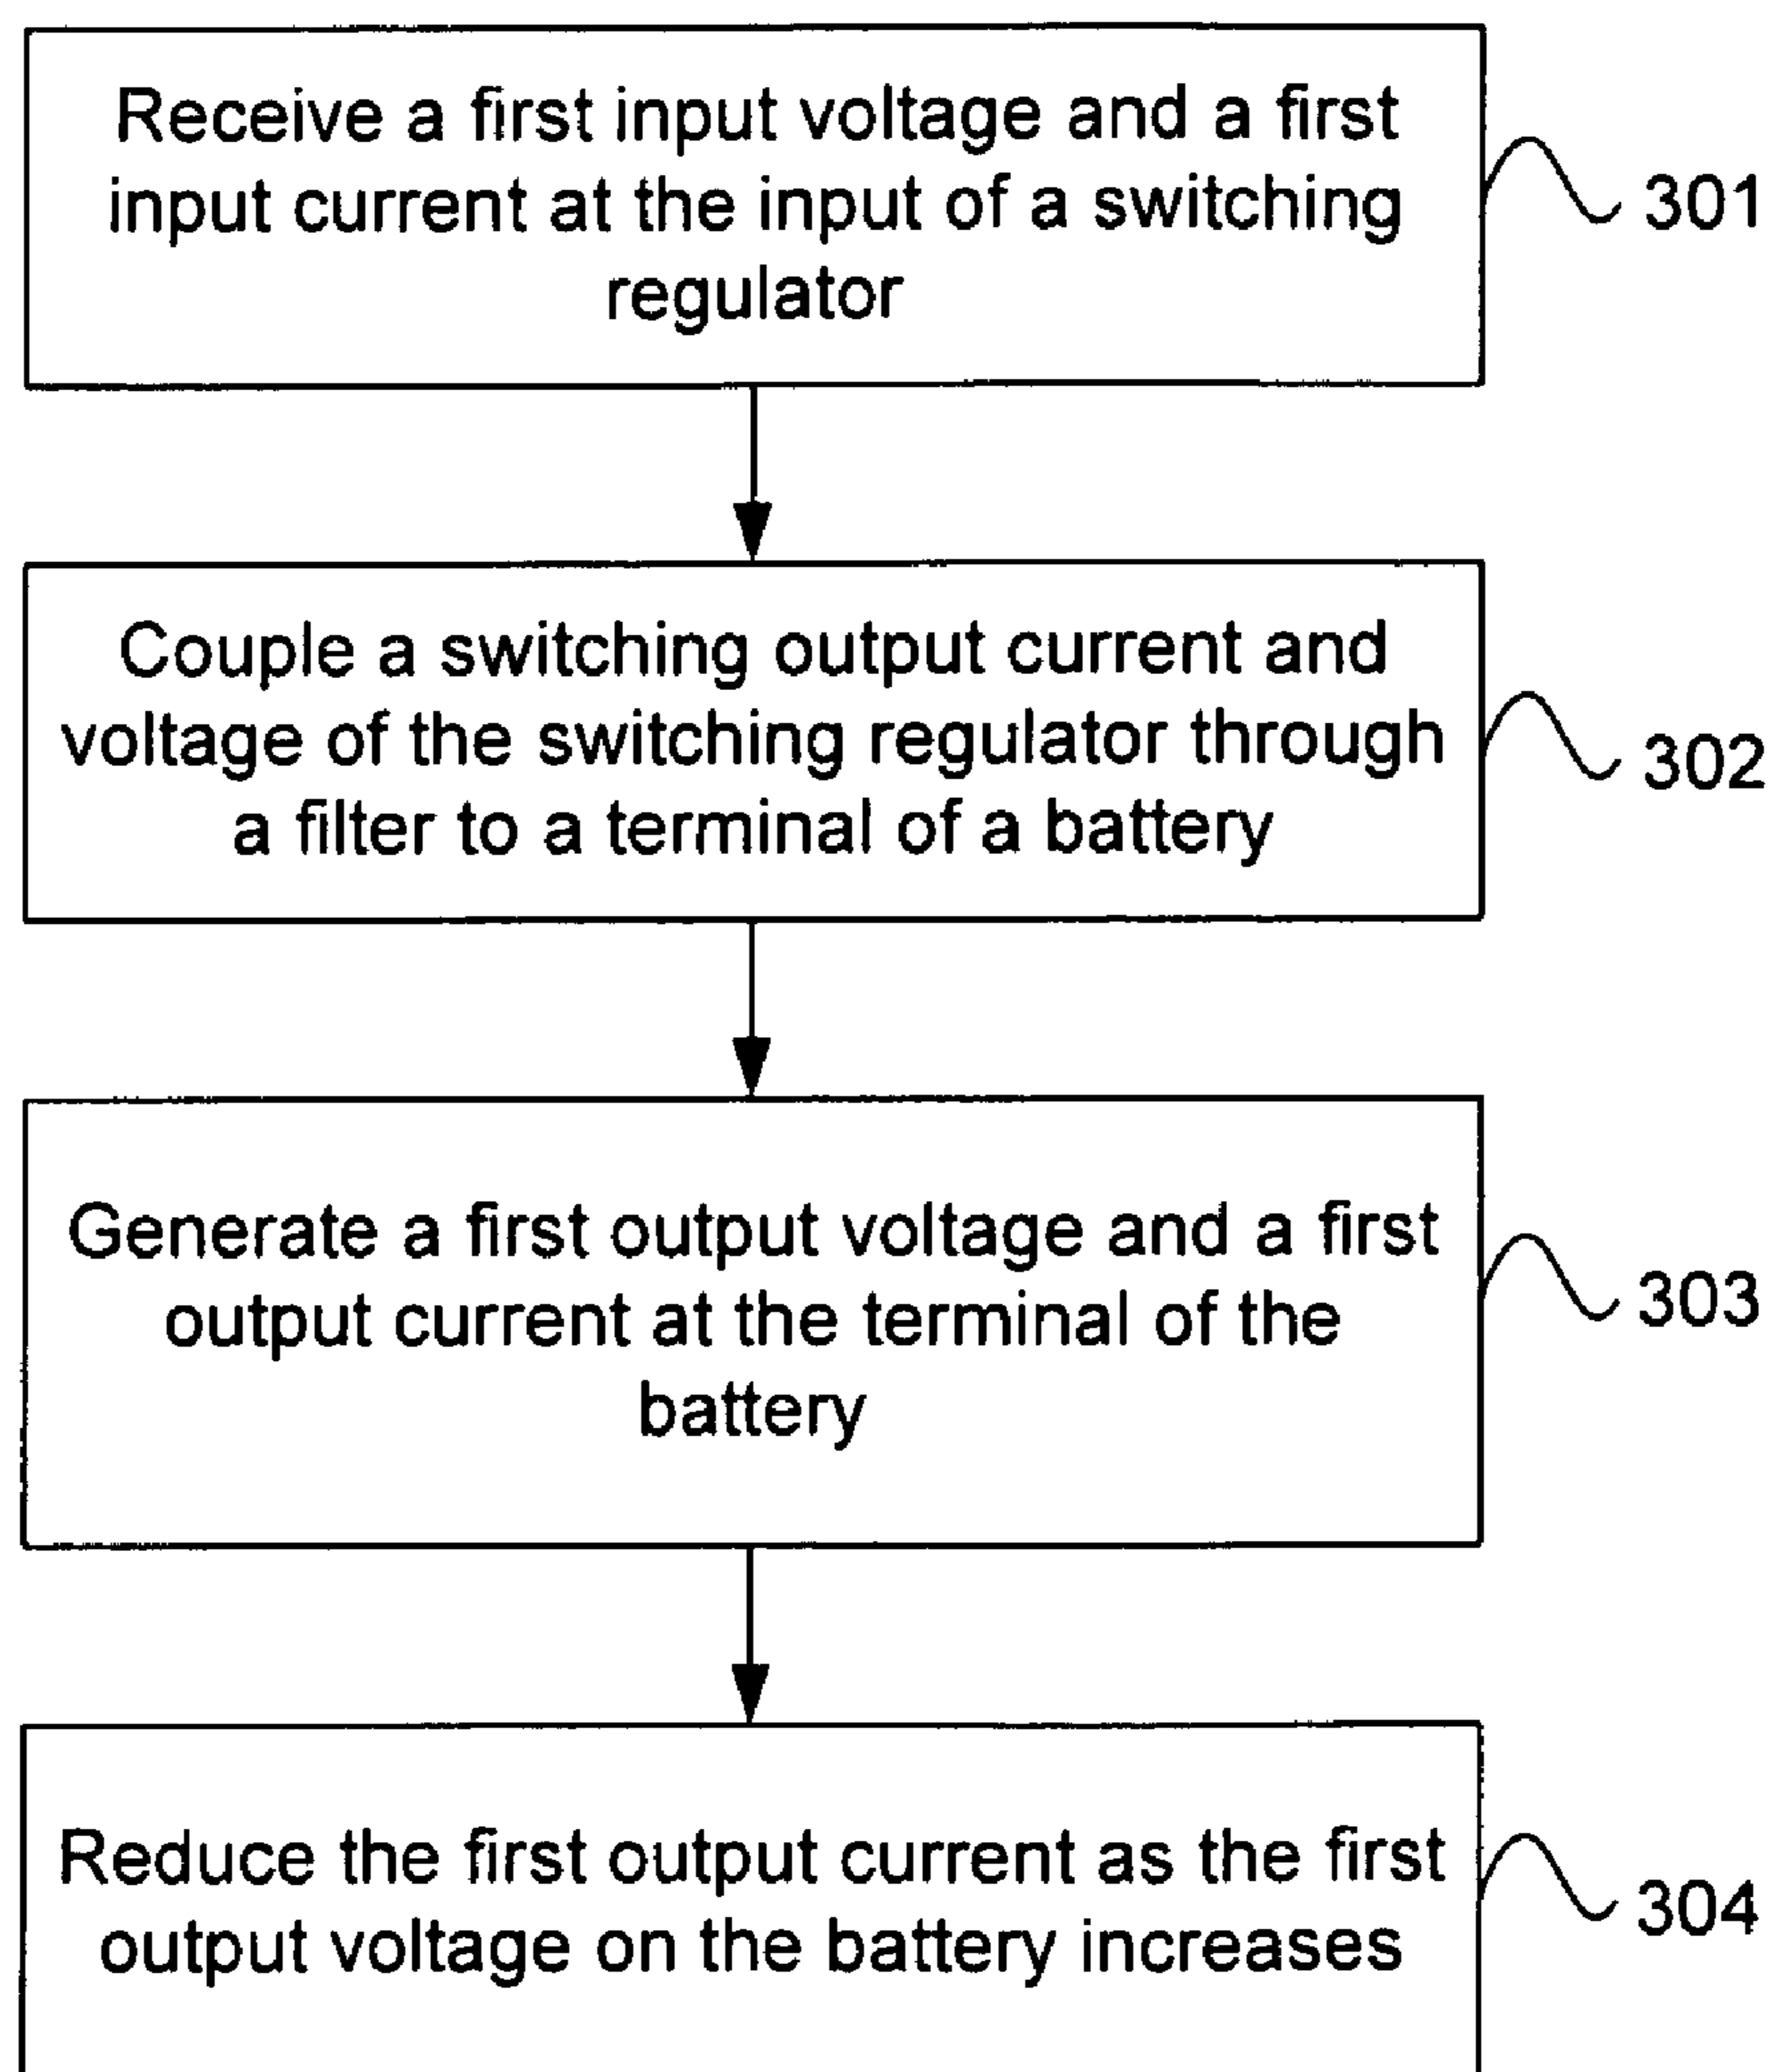 Receive a first input voltage and a first
input current at the input of a switching
regulator
301
Couple a switching output current and
voltage of the switching regulator through
a filter to a terminal of a battery
302
Generate a first output voltage and a first
output current at the terminal of the
battery
303
Reduce the first output current as the first
output voltage on the battery increases
304